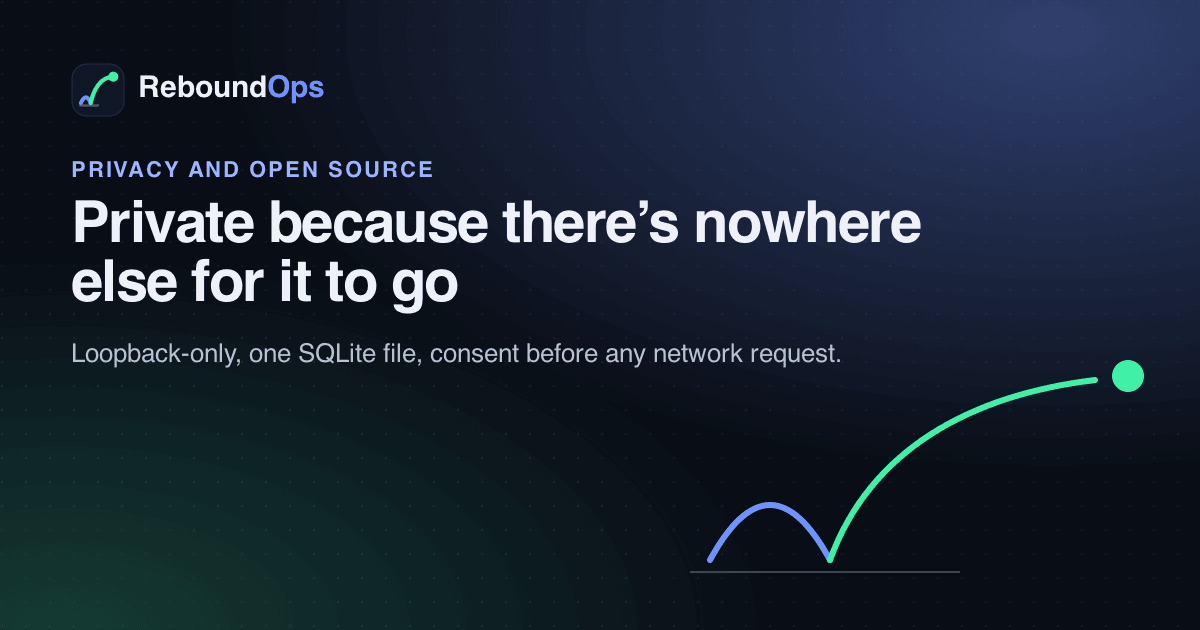 ReboundOps
PRIVACY AND OPEN SOURCE
Private because there’s nowhere
else for it to go
Loopback-only, one SQLite file, consent before any network request.